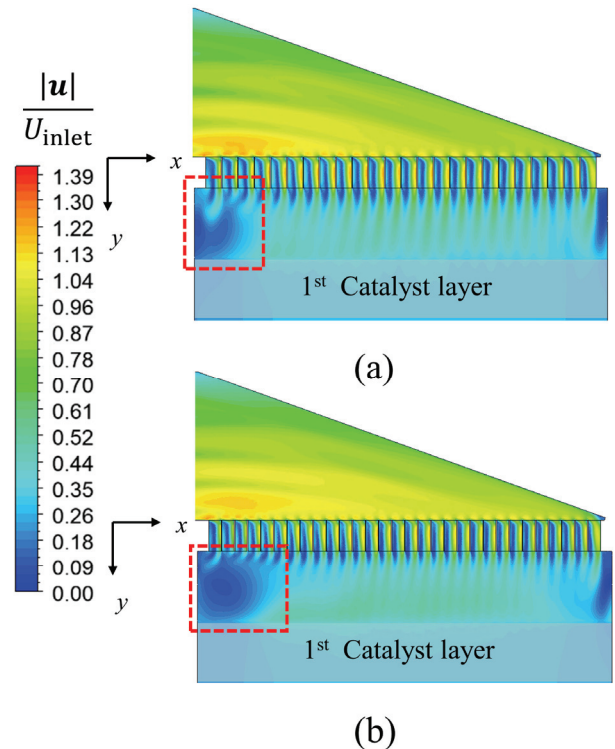 |u|
U_inlet
1.39
1.31
1.22
1.13
1.04
0.96
0.87
0.78
0.70
0.61
0.52
0.44
0.35
0.26
0.18
0.09
0.00
x
y
1st Catalyst layer
(a)
x
y
1st Catalyst layer
(b)